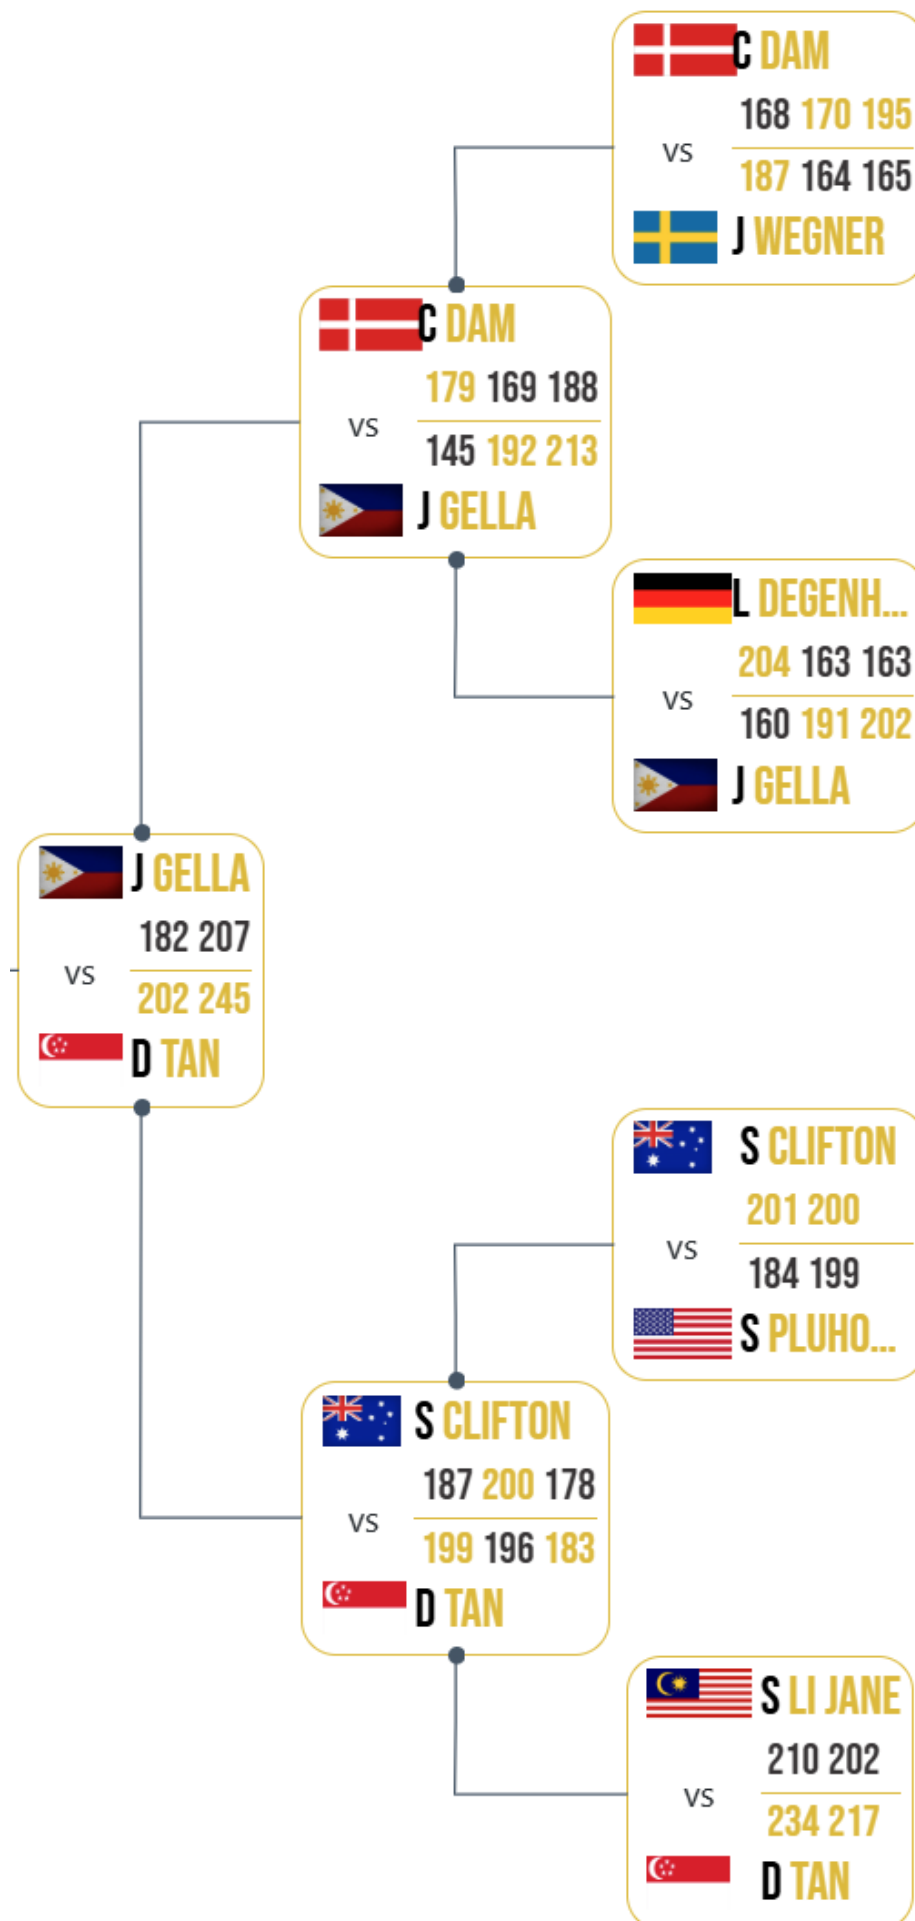 C DAM
168 170 195
VS
187 164 165
J WEGNER
C DAM
179 169 188
VS
145 192 213
J GELLA
L DEGENH...
204 163 163
VS
160 191 202
J GELLA
J GELLA
182 207
VS
202 245
D TAN
S CLIFTON
201 200
VS
184 199
S PLUHO...
S CLIFTON
187 200 178
VS
199 196 183
D TAN
S LI JANE
210 202
VS
234 217
D TAN